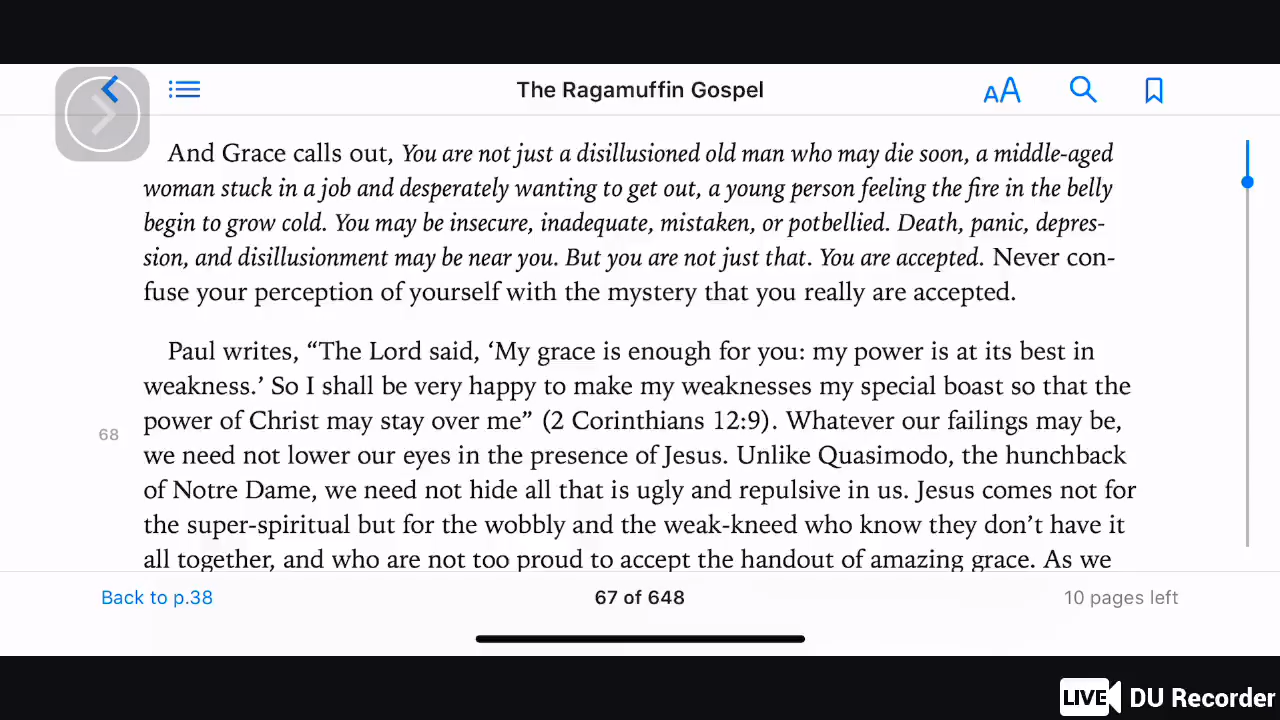 The Ragamuffin Gospel
AA
And Grace calls out, You are not just a disillusioned old man who may die soon, a middle-aged
woman stuck in a job and desperately wanting to get out, a young person feeling the fire in the belly
begin to grow cold. You may be insecure, inadequate, mistaken, or potbellied. Death, panic, depres-
sion, and disillusionment may be near you. But you are not just that. You are accepted. Never con-
fuse your perception of yourself with the mystery that you really are accepted.
Paul writes, “The Lord said, ‘My grace is enough for you: my power is at its best in
weakness.’ So I shall be very happy to make my weaknesses my special boast so that the
power of Christ may stay over me” (2 Corinthians 12:9). Whatever our failings may be,
68
we need not lower our eyes in the presence of Jesus. Unlike Quasimodo, the hunchback
of Notre Dame, we need not hide all that is ugly and repulsive in us. Jesus comes not for
the super-spiritual but for the wobbly and the weak-kneed who know they don’t have it
all together, and who are not too proud to accept the handout of amazing grace. As we
Back to p.38
67 of 648
10 pages left
LIVE DU Recorder